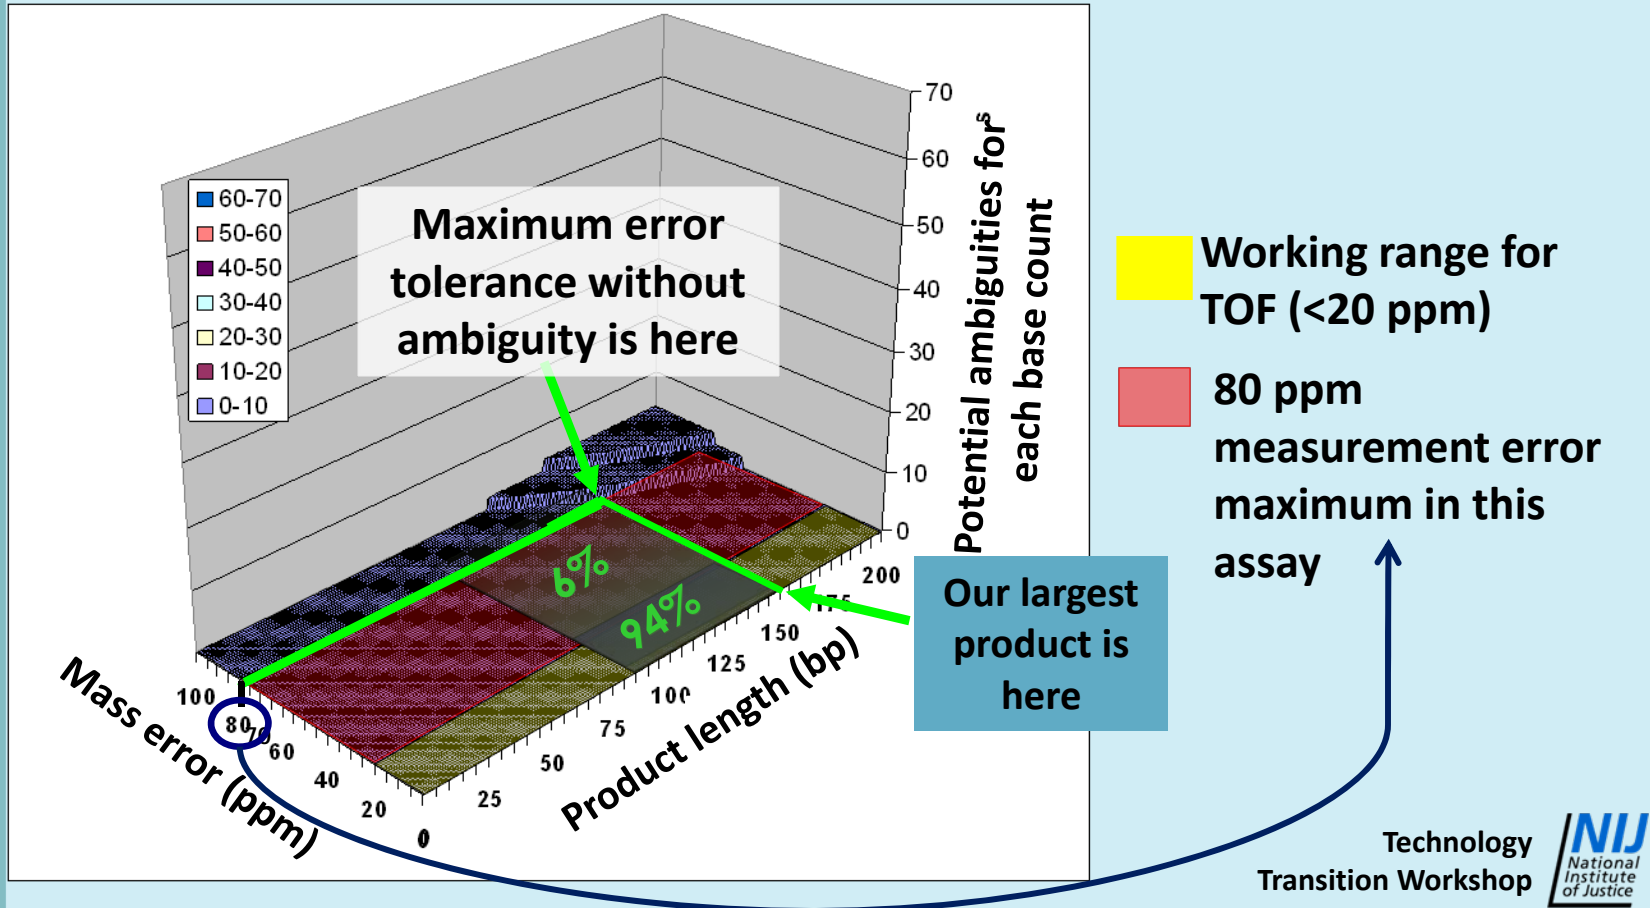 60-70
50-60
40-50
30-40
20-30
10-20
0-10
Maximum error
tolerance without
ambiguity is here
70
60
50
40
30
20
10
0
Potential ambiguities for s
each base count
6%
94%
100
80
70
60
40
20
0
Mass error (ppm)
25
50
75
100
125
150
175
200
Product length (bp)
Our largest
product is
here
Working range for
TOF (<20 ppm)
80 ppm
measurement error
maximum in this
assay
Technology
Transition Workshop
NIJ
National
Institute
of Justice